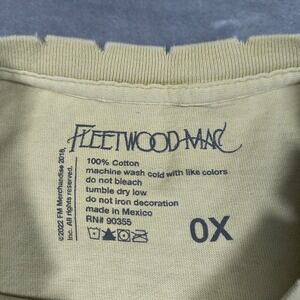 FLEETWOOD MAC
100% Cotton
machine wash cold with like colors
do not bleach
tumble dry low
do not iron decoration
made in Mexico
RN# 90355
0X
©2022 FM Merchandise 2018,
Inc. All rights reserved.